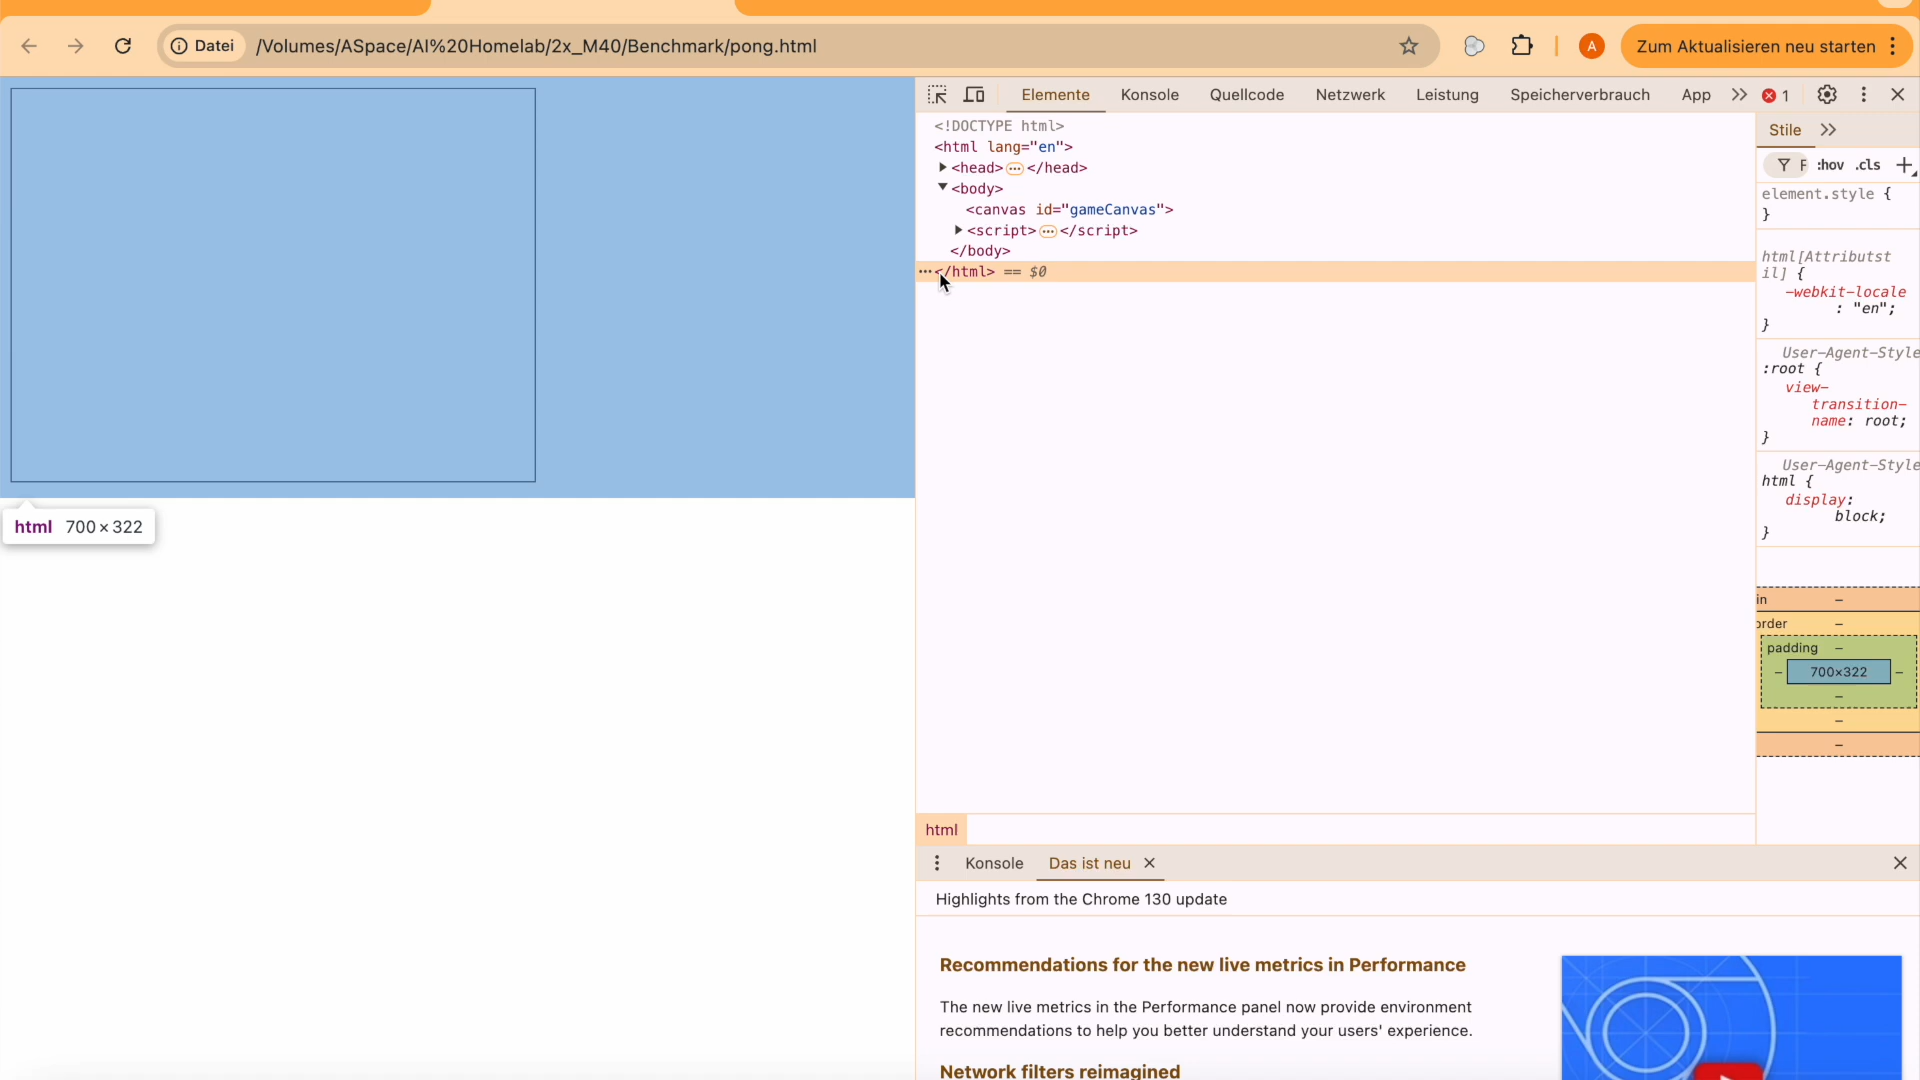 Datei
/Volumes/ASpace/AI%20Homelab/2x_M40/Benchmark/pong.html
A
Zum Aktualisieren neu starten
Elemente
Konsole
Quellcode
Netzwerk
Leistung
Speicherverbrauch
App
1
<!DOCTYPE html>
<html lang="en">
<head>…</head>
<body>
<canvas id="gameCanvas">
<script>…</script>
</body>
…</html> == $0
html 700×322
Stile
F :hov .cls
element.style {
}
html[Attributst
il] {
-webkit-locale
: "en";
}
User-Agent-Style
:root {
view-
transition-
name: root;
}
User-Agent-Style
html {
display:
block;
}
in –
order –
padding –
– 700×322 –
–
–
–
html
Konsole
Das ist neu
Highlights from the Chrome 130 update
Recommendations for the new live metrics in Performance
The new live metrics in the Performance panel now provide environment
recommendations to help you better understand your users' experience.
Network filters reimagined